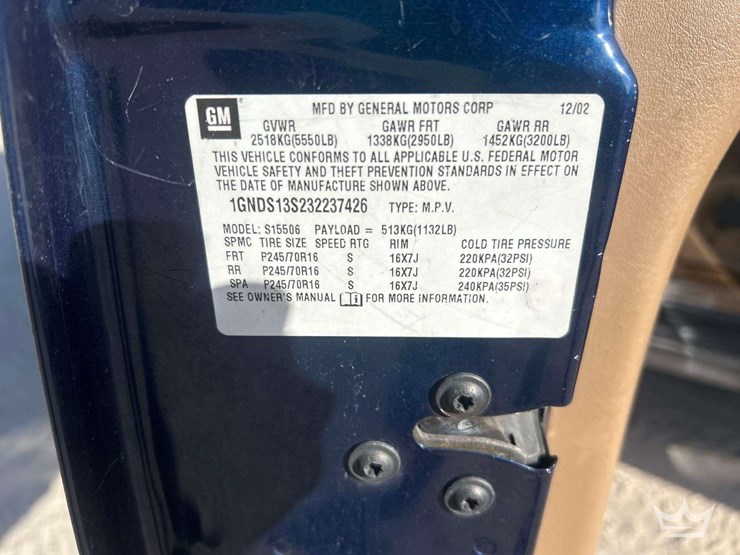 GM
MFD BY GENERAL MOTORS CORP 12/02
GVWR GAWR FRT GAWR RR
2518KG(5550LB) 1338KG(2950LB) 1452KG(3200LB)
THIS VEHICLE CONFORMS TO ALL APPLICABLE U.S. FEDERAL MOTOR
VEHICLE SAFETY AND THEFT PREVENTION STANDARDS IN EFFECT ON
THE DATE OF MANUFACTURE SHOWN ABOVE.
1GNDS13S232237426 TYPE: M.P.V.
MODEL: S15506 PAYLOAD = 513KG(1132LB)
SPMC TIRE SIZE SPEED RTG RIM COLD TIRE PRESSURE
FRT P245/70R16 S 16X7J 220KPA(32PSI)
RR P245/70R16 S 16X7J 220KPA(32PSI)
SPA P245/70R16 S 16X7J 240KPA(35PSI)
SEE OWNER'S MANUAL FOR MORE INFORMATION.